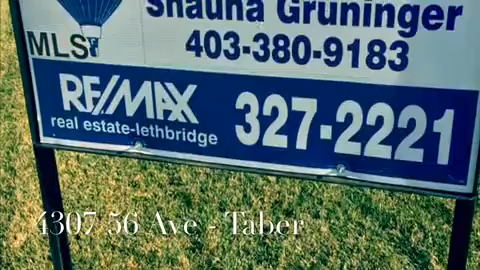 Shauna Gruninger
MLS
403-380-9183
RE/MAX
real estate-lethbridge
327-2221
4307 56 Ave - Taber